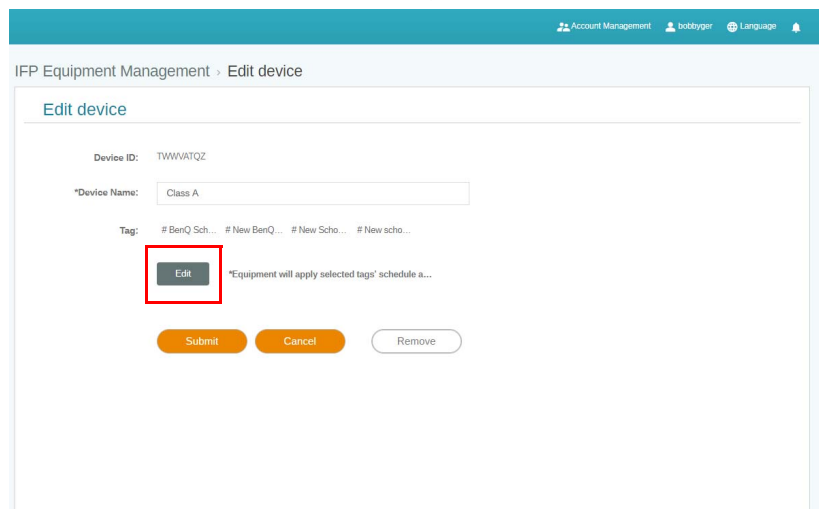 Account Management bobbyger Language
IFP Equipment Management › Edit device
Edit device
Device ID: TWWVATQZ
*Device Name: Class A
Tag: # BenQ Sch... # New BenQ... # New Scho... # New scho...
Edit *Equipment will apply selected tags' schedule a...
Submit Cancel Remove